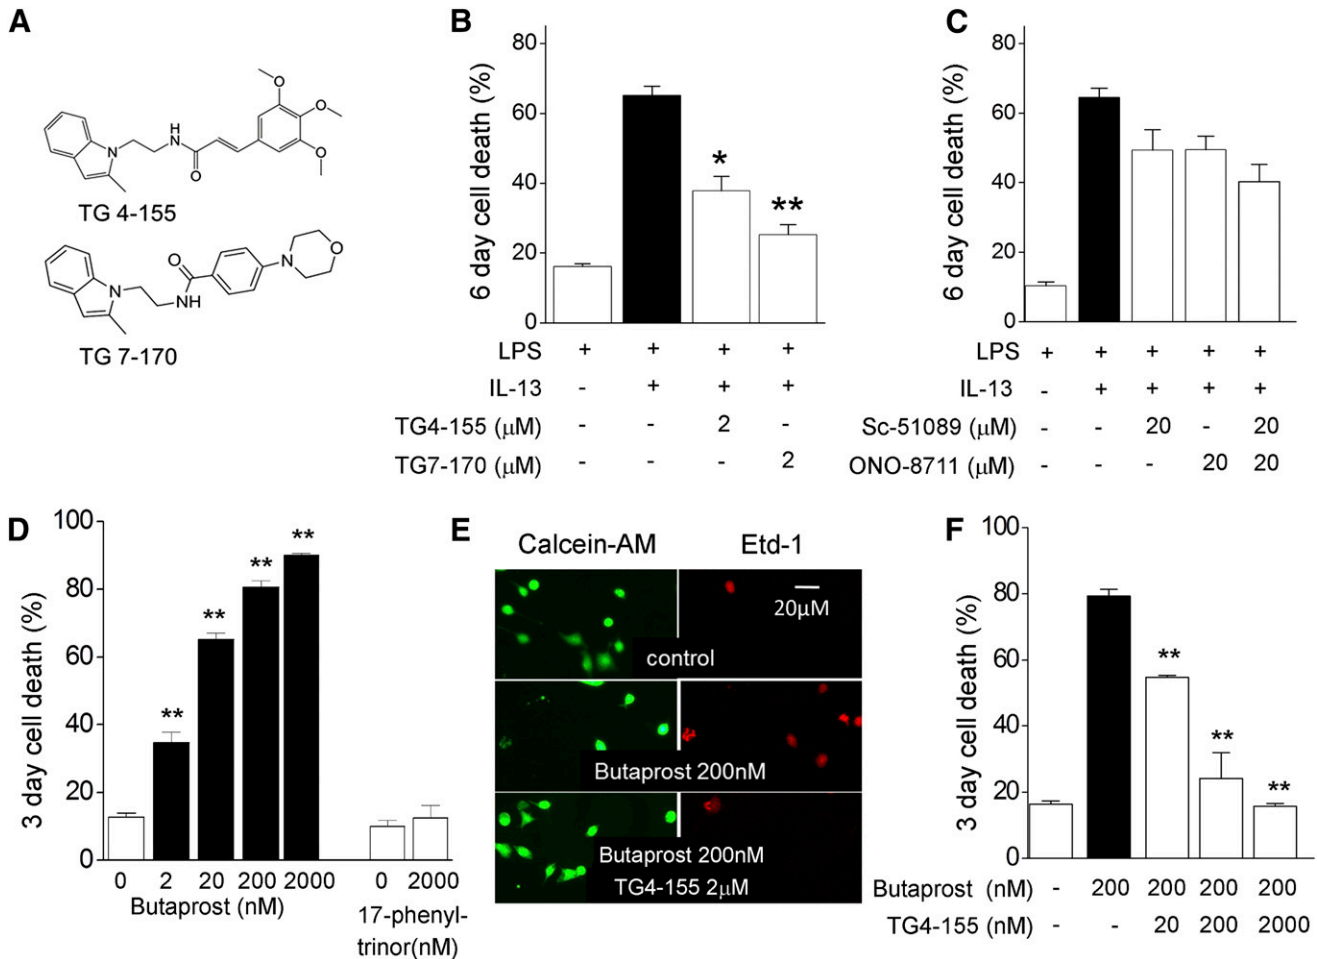 A
O
O
O
O
H
N
N
TG 4-155
O
O
N
N
NH
TG 7-170
B
6 day cell death (%)
80
60
40
20
0
*
**
LPS + + + +
IL-13 - + + +
TG4-155 (μM) - - 2 -
TG7-170 (μM) - - - 2
C
6 day cell death (%)
80
60
40
20
0
LPS + + + + +
IL-13 - + + + +
Sc-51089 (μM) - - 20 - 20
ONO-8711 (μM) - - - 20 20
D
3 day cell death (%)
100
80
60
40
20
0
**
**
**
**
0 2 20 200 2000 0 2000
Butaprost (nM)
17-phenyl-
trinor(nM)
E
Calcein-AM Etd-1
20μM
control
Butaprost 200nM
Butaprost 200nM
TG4-155 2μM
F
3 day cell death (%)
100
80
60
40
20
0
**
**
**
Butaprost (nM) - 200 200 200 200
TG4-155 (nM) - - 20 200 2000